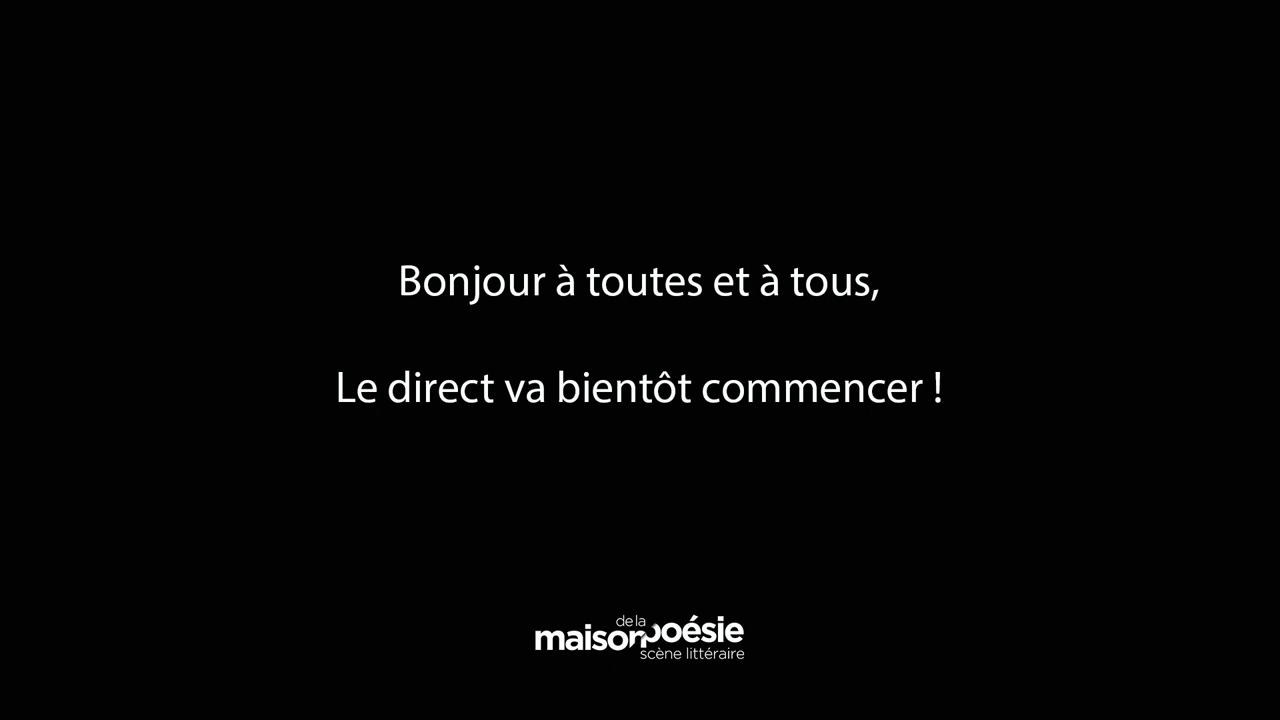 Bonjour à toutes et à tous,
Le direct va bientôt commencer !
de la
maison poésie
scène littéraire